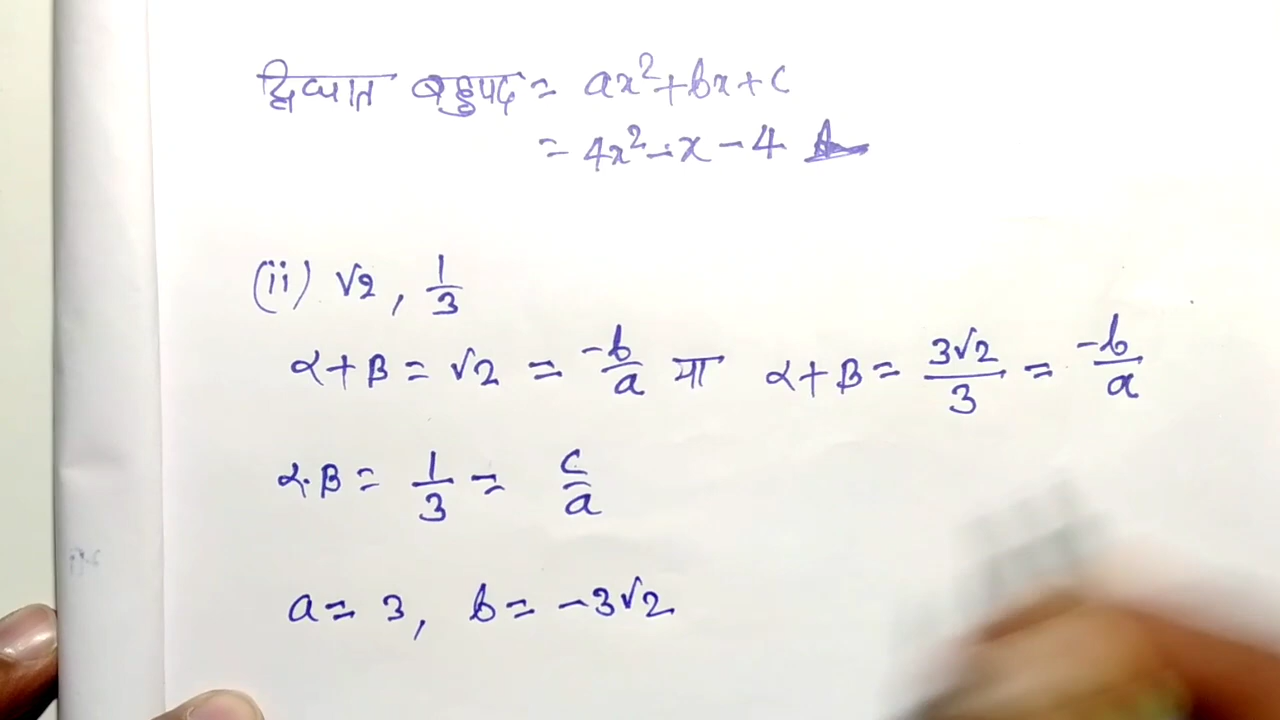 द्विघात बहुपद = ax²+bx+c
= 4x²-x-4
(ii) √2, 1/3
α+β = √2 = -b/a या α+β = 3√2/3 = -b/a
α.β = 1/3 = c/a
a = 3, b = -3√2